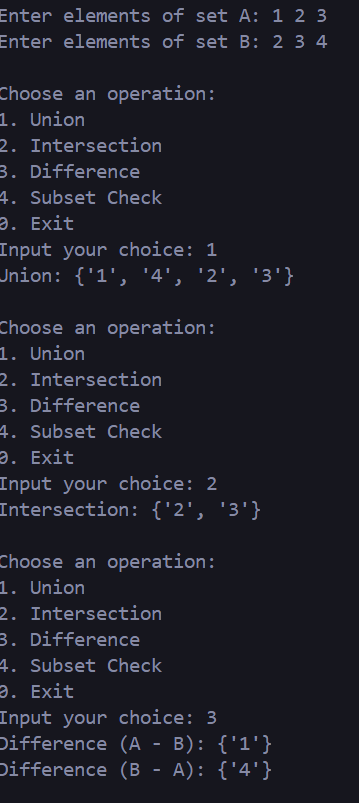 Enter elements of set A: 1 2 3
Enter elements of set B: 2 3 4
Choose an operation:
1. Union
2. Intersection
3. Difference
4. Subset Check
0. Exit
Input your choice: 1
Union: {'1', '4', '2', '3'}
Choose an operation:
1. Union
2. Intersection
3. Difference
4. Subset Check
0. Exit
Input your choice: 2
Intersection: {'2', '3'}
Choose an operation:
1. Union
2. Intersection
3. Difference
4. Subset Check
0. Exit
Input your choice: 3
Difference (A - B): {'1'}
Difference (B - A): {'4'}